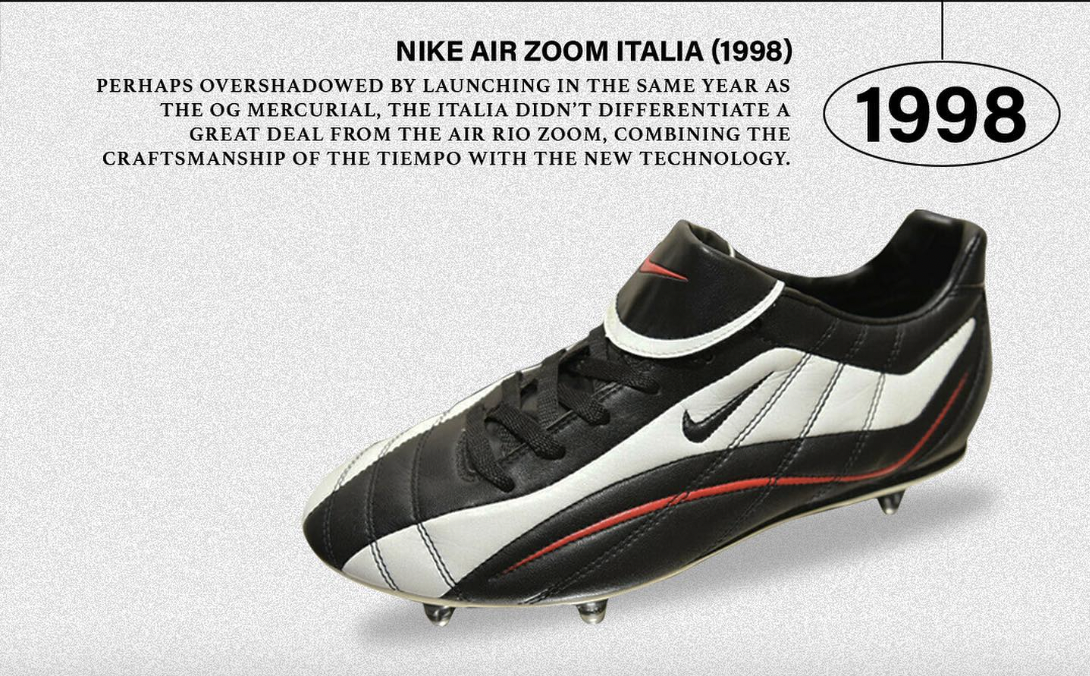 NIKE AIR ZOOM ITALIA (1998)
PERHAPS OVERSHADOWED BY LAUNCHING IN THE SAME YEAR AS
THE OG MERCURIAL, THE ITALIA DIDN’T DIFFERENTIATE A
GREAT DEAL FROM THE AIR RIO ZOOM, COMBINING THE
CRAFTSMANSHIP OF THE TIEMPO WITH THE NEW TECHNOLOGY.
1998